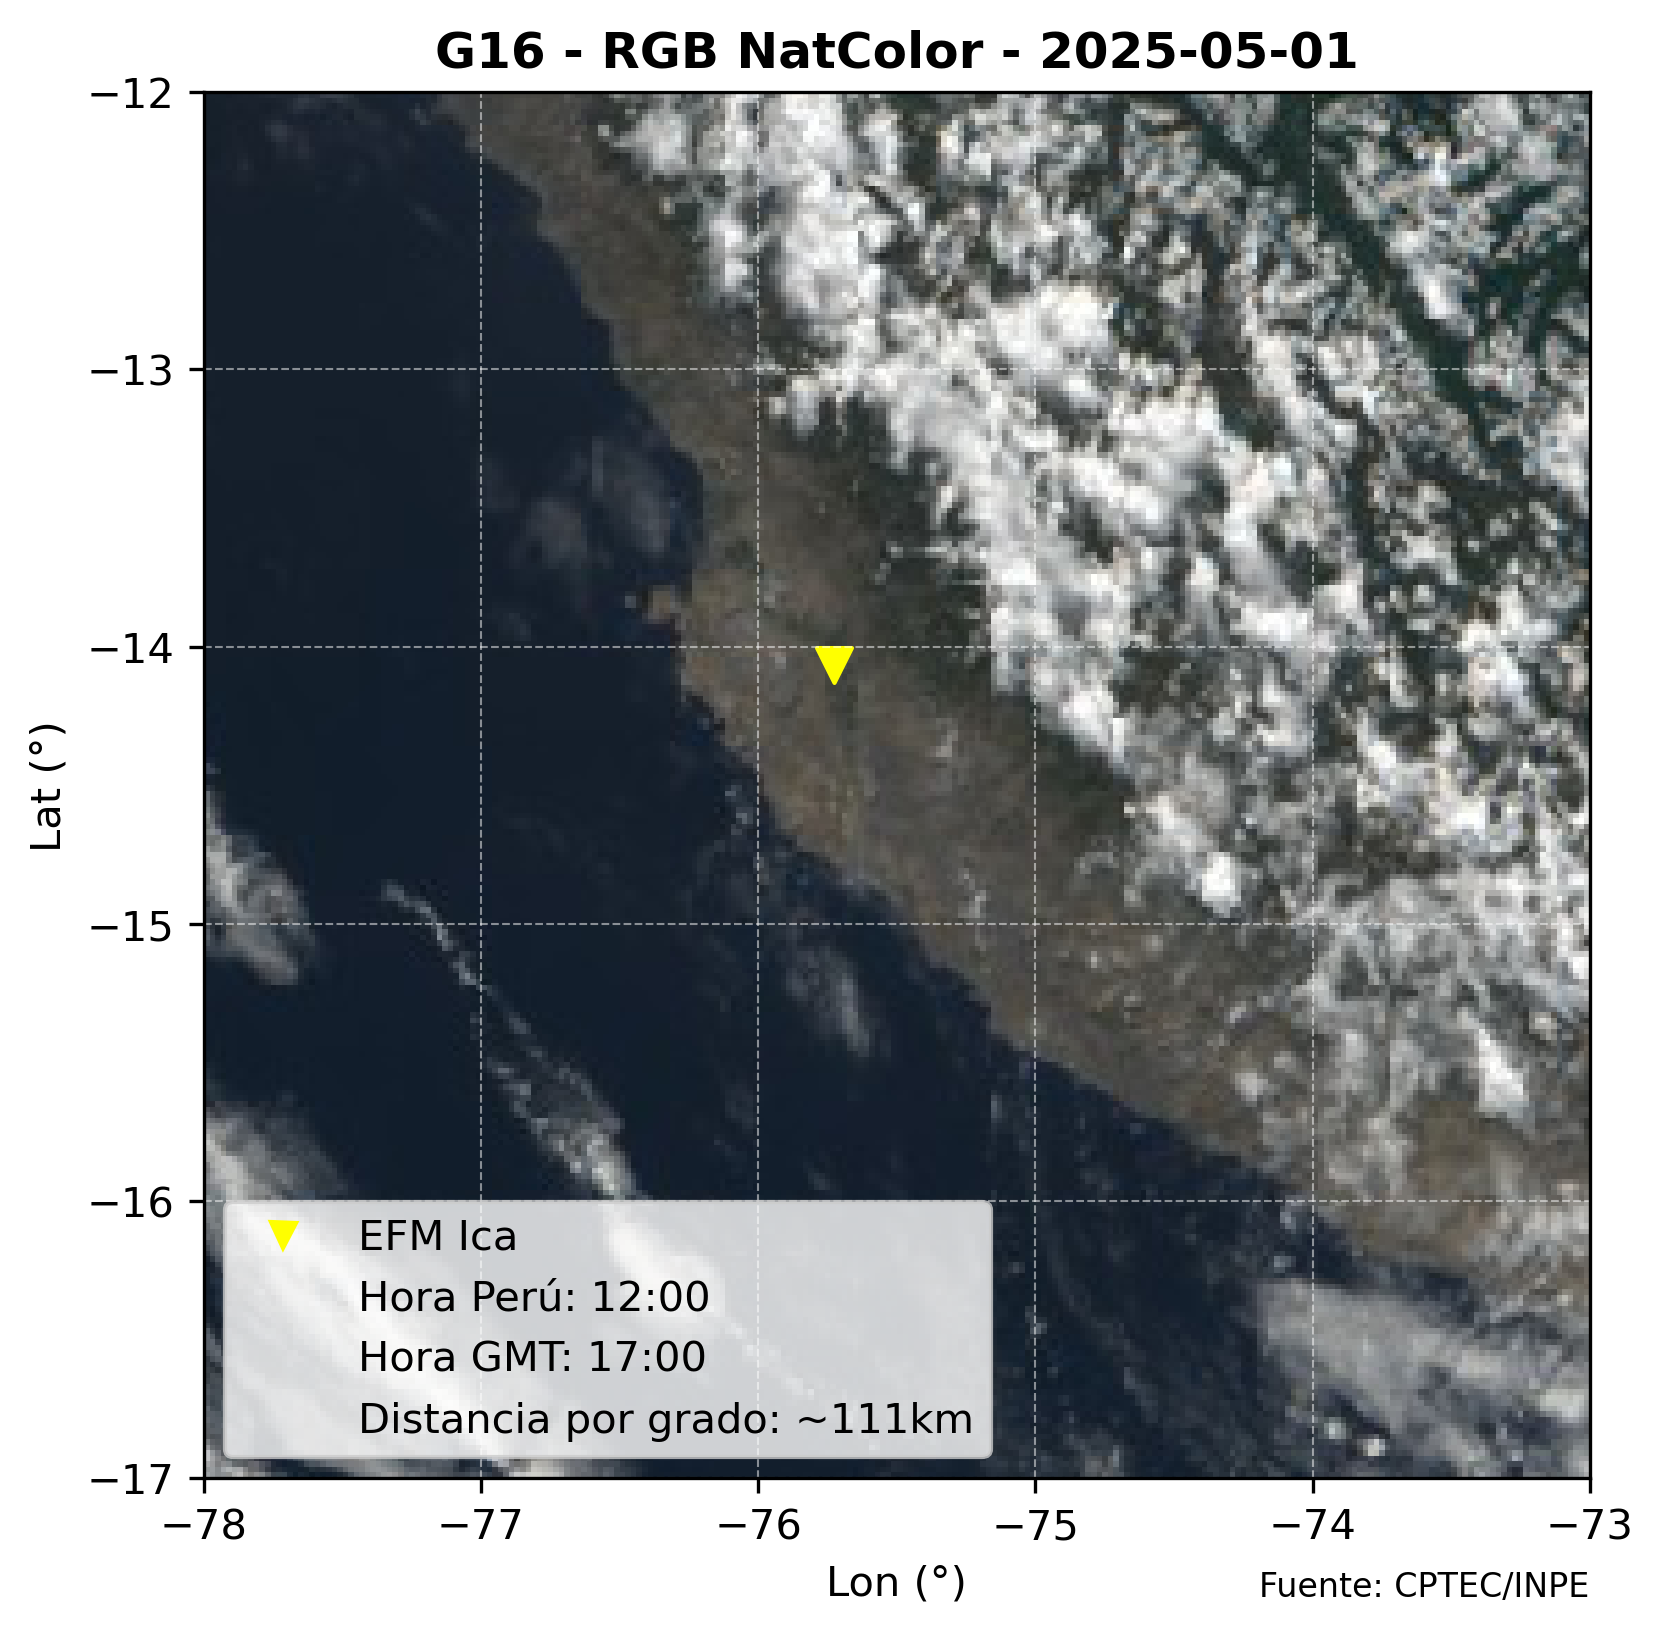 G16 - RGB NatColor - 2025-05-01
−12
−13
−14
−15
−16
−17
Lat (°)
EFM Ica
Hora Perú: 12:00
Hora GMT: 17:00
Distancia por grado: ~111km
−78 −77 −76 −75 −74 −73
Lon (°)
Fuente: CPTEC/INPE